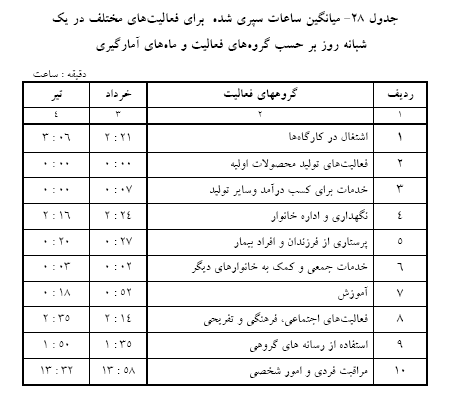 جدول ۲۸- میانگین ساعات سپری شده برای فعالیت‌های مختلف در یک
شبانه روز بر حسب گروه‌های فعالیت و ماه‌های آمارگیری
دقیقه : ساعت
ردیف گروههای فعالیت خرداد تیر
۱ ۲ ۳ ٤
۱ اشتغال در کارگاه‌ها ۲ : ۲۱ ۳ : ۰۶
۲ فعالیت‌های تولید محصولات اولیه ۰ : ۰۰ ۰ : ۰۰
۳ خدمات برای کسب درآمد وسایر تولید ۰ : ۰۷ ۰ : ۰۰
٤ نگهداری و اداره خانوار ۲ : ۲٤ ۲ : ۱۶
۵ پرستاری از فرزندان و افراد بیمار ۰ : ۲۷ ۰ : ۲۰
۶ خدمات جمعی و کمک به خانوارهای دیگر ۰ : ۰۲ ۰ : ۰۳
۷ آموزش ۰ : ۵۲ ۰ : ۱۸
۸ فعالیت‌های اجتماعی، فرهنگی و تفریحی ۲ : ۱٤ ۲ : ۳۵
۹ استفاده از رسانه های گروهی ۱ : ۳۵ ۱ : ۵۰
۱۰ مراقبت فردی و امور شخصی ۱۳ : ۵۸ ۱۳ : ۳۲